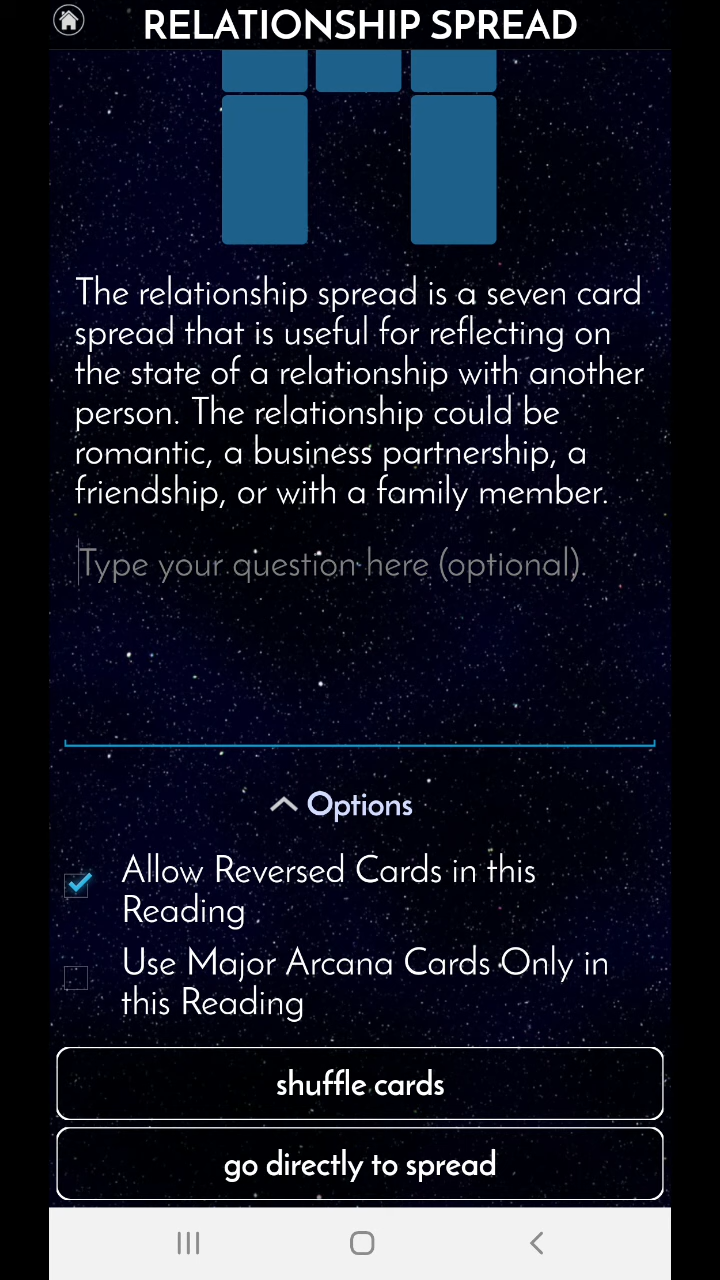 RELATIONSHIP SPREAD
The relationship spread is a seven card
spread that is useful for reflecting on
the state of a relationship with another
person. The relationship could be
romantic, a business partnership, a
friendship, or with a family member.
Type your question here (optional).
Options
Allow Reversed Cards in this
Reading
Use Major Arcana Cards Only in
this Reading
shuffle cards
go directly to spread